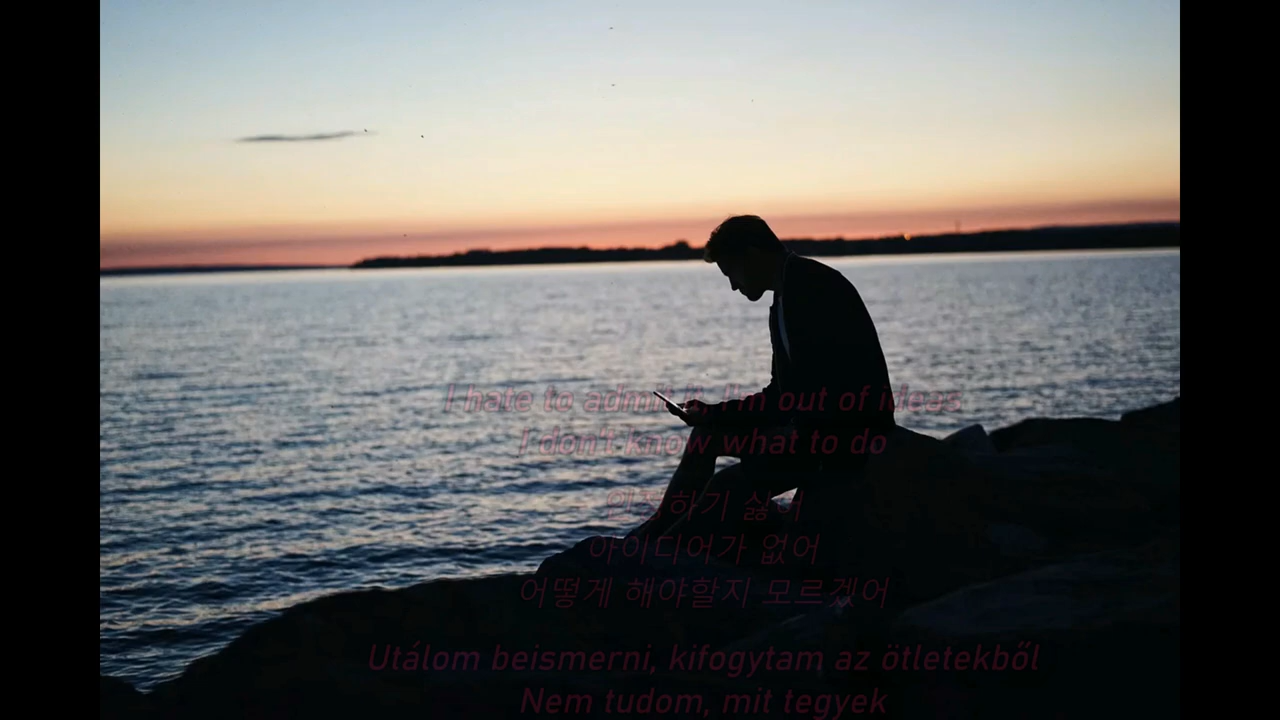 I hate to admit it, I'm out of ideas
I don't know what to do
인정하기 싫어
아이디어가 없어
어떻게 해야할지 모르겠어
Utálom beismerni, kifogytam az ötletekből
Nem tudom, mit tegyek